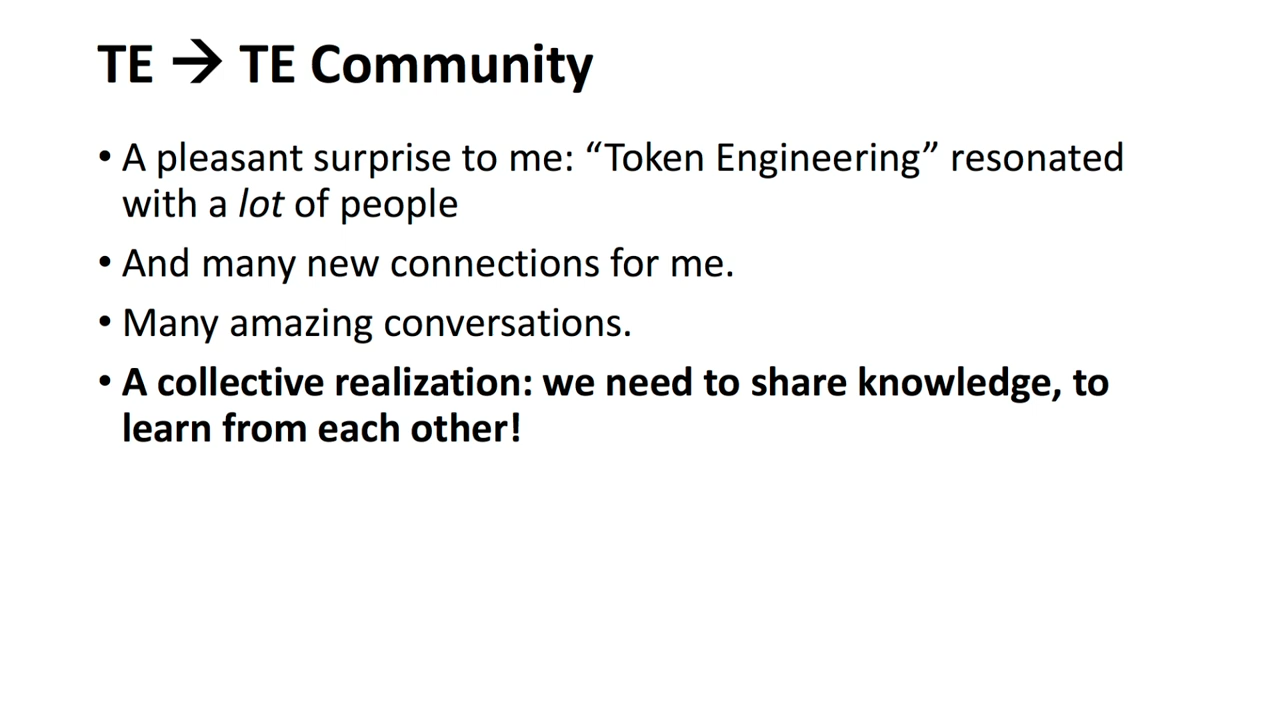 TE → TE Community
• A pleasant surprise to me: “Token Engineering” resonated
with a lot of people
• And many new connections for me.
• Many amazing conversations.
• A collective realization: we need to share knowledge, to
learn from each other!